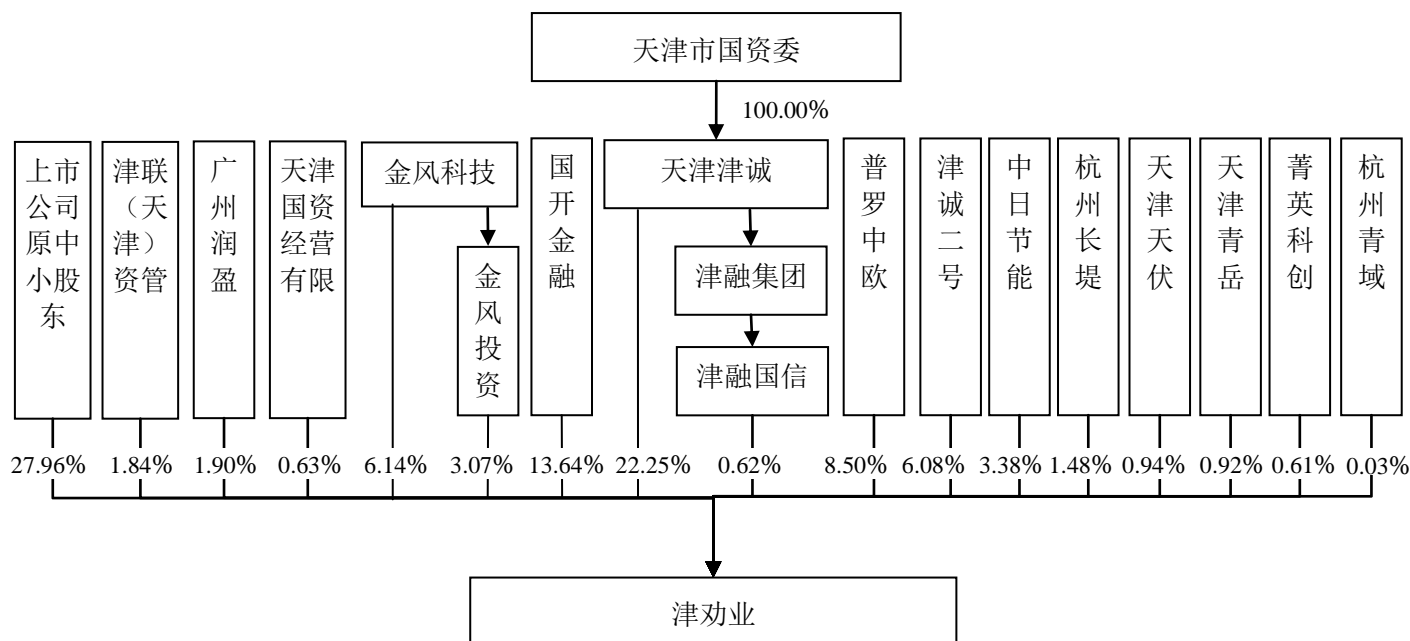 天津市国资委
100.00%
上市公司原中小股东
津联（天津）资管
广州润盈
天津国资经营有限
金风科技
金风投资
国开金融
天津津诚
津融集团
津融国信
普罗中欧
津诚二号
中日节能
杭州长堤
天津天伏
天津青岳
菁英科创
杭州青域
27.96%
1.84%
1.90%
0.63%
6.14%
3.07%
13.64%
22.25%
0.62%
8.50%
6.08%
3.38%
1.48%
0.94%
0.92%
0.61%
0.03%
津劝业